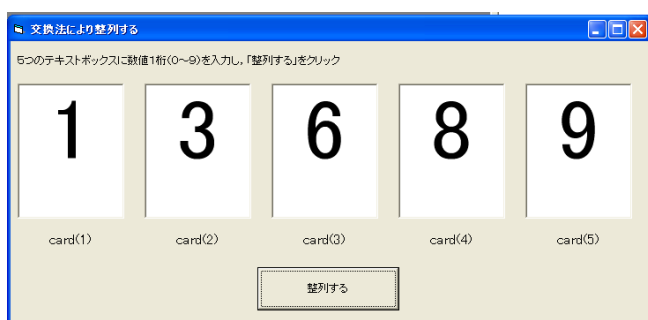 交換法により整列する
5つのテキストボックスに数値1桁(0～9)を入力し,「整列する」をクリック
1 3 6 8 9
card(1) card(2) card(3) card(4) card(5)
整列する